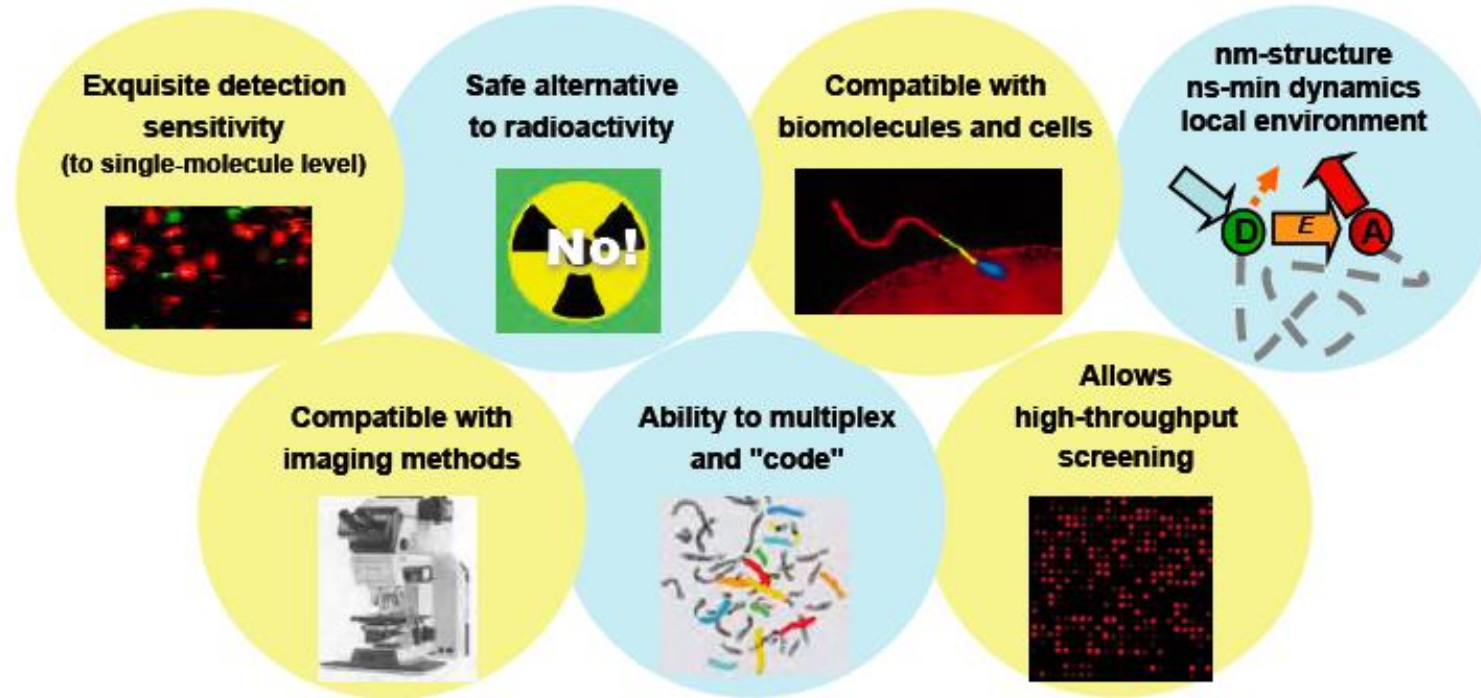 Exquisite detection
sensitivity
(to single-molecule level)
Safe alternative
to radioactivity
No!
Compatible with
biomolecules and cells
nm-structure
ns-min dynamics
local environment
D
E
A
Compatible with
imaging methods
Ability to multiplex
and "code"
Allows
high-throughput
screening